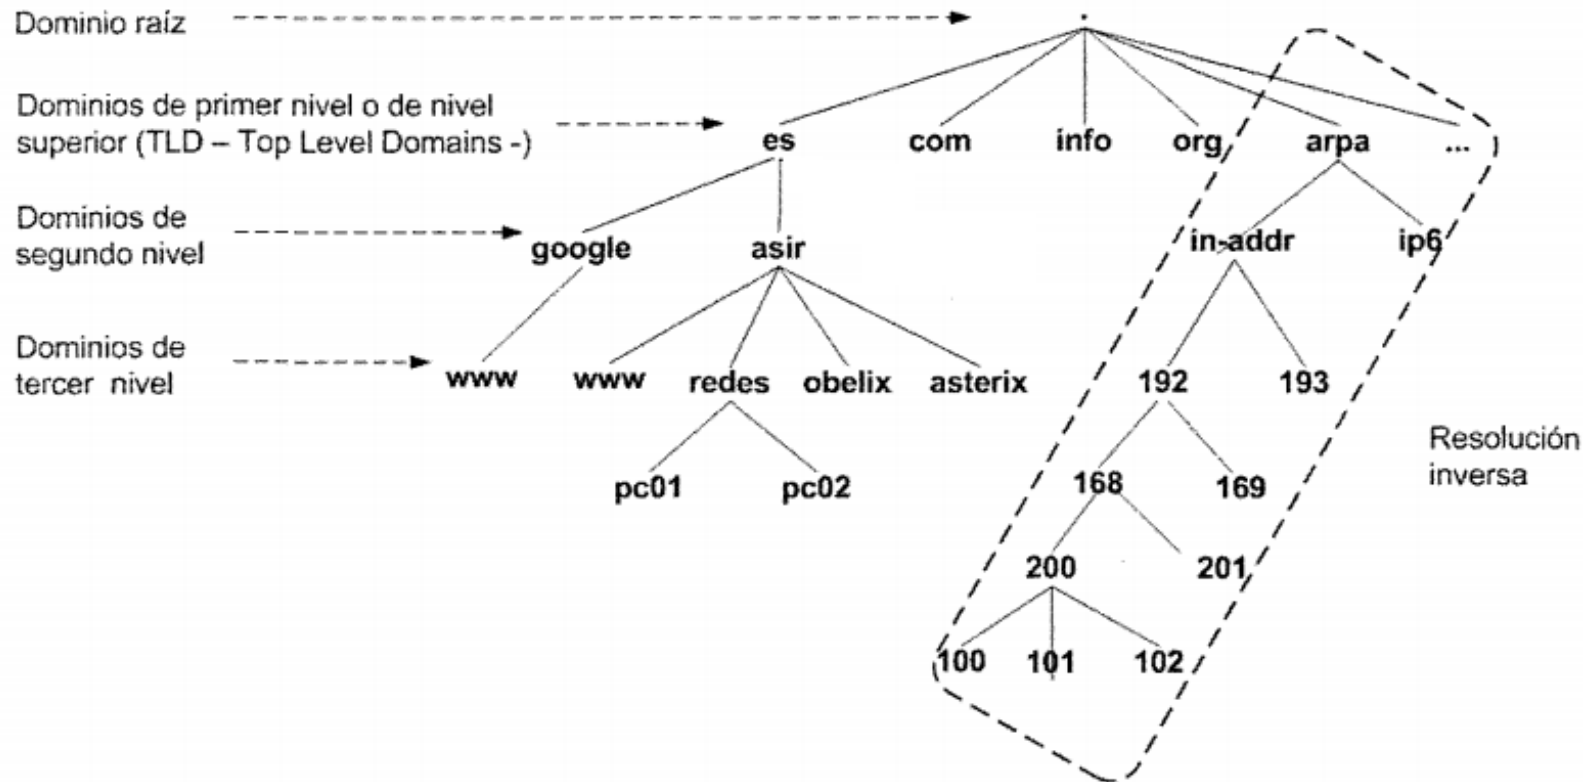 Dominio raíz
.
Dominios de primer nivel o de nivel
superior (TLD – Top Level Domains -)
es com info org arpa ...
Dominios de
segundo nivel
google asir in-addr ip6
Dominios de
tercer nivel
www www redes obelix asterix 192 193
Resolución
inversa
pc01 pc02 168 169
200 201
100 101 102